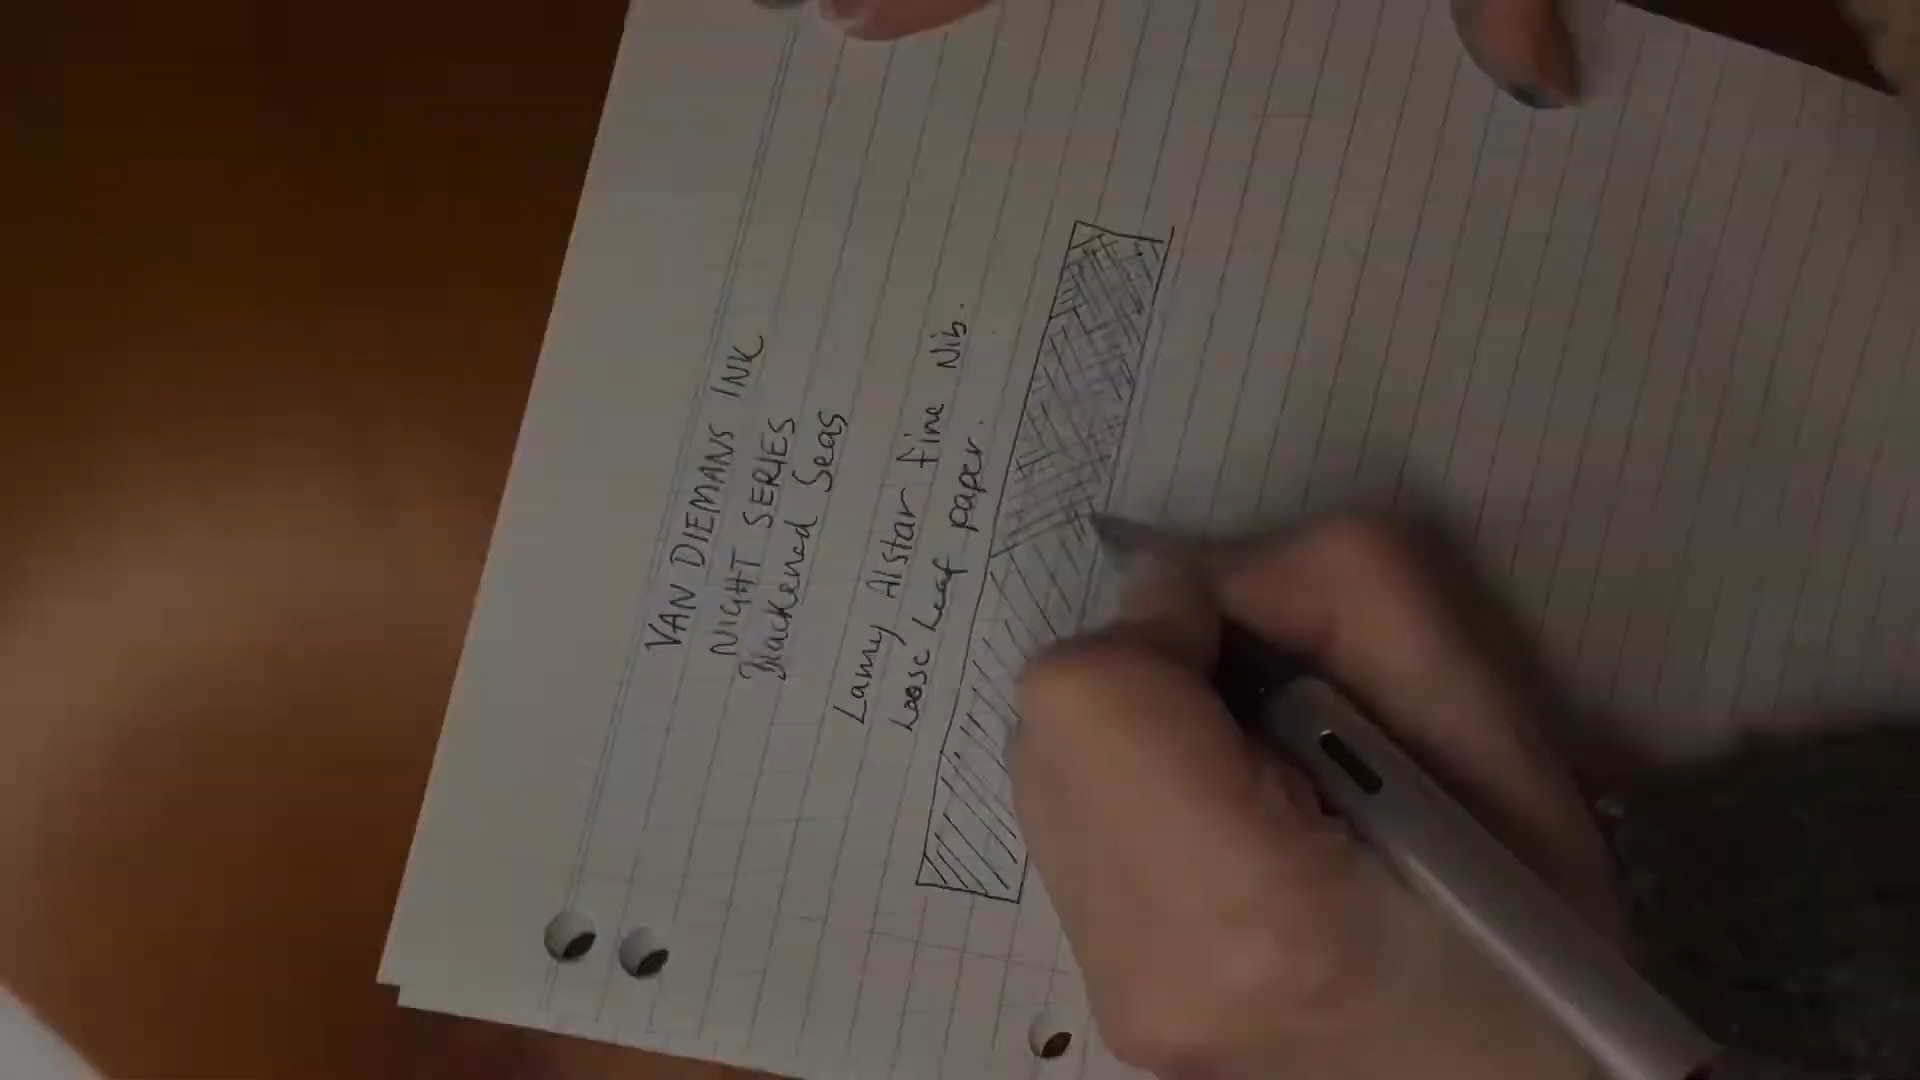 VAN DIEMANS INK
NIGHT SERIES
Blackened Seas
Lamy Alstar fine Nib.
Loose Leaf paper.